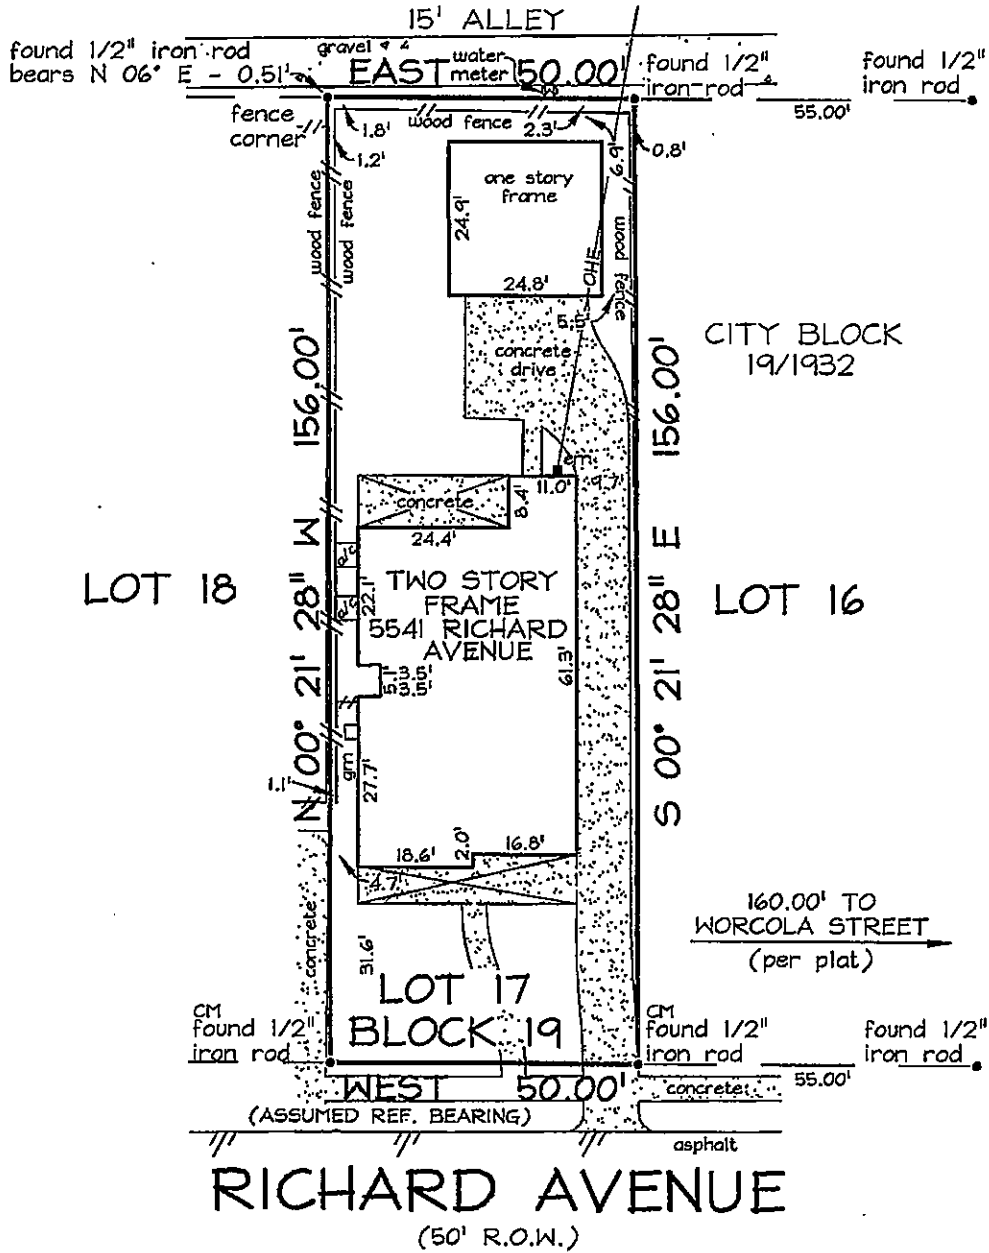 15' ALLEY
found 1/2" iron rod
bears N 06° E - 0.51'
gravel
EAST 50.00'
water
meter
found 1/2"
iron rod
found 1/2"
iron rod
55.00'
fence
corner
1.8'
wood fence
2.3'
6.9'
0.8'
1.2'
wood fence
wood fence
one story
frame
24.9'
24.8'
OHE
wood fence
5.5'
concrete
drive
CITY BLOCK
19/1932
N 00° 21' 28" W 156.00'
S 00° 21' 28" E 156.00'
em
11.0'
9.7'
concrete
8.4'
24.4'
a/c
a/c
22.1'
LOT 18
TWO STORY
FRAME
5541 RICHARD
AVENUE
LOT 16
61.3'
5.1'
3.5'
3.5'
gm
27.7'
1.1'
18.6'
2.0'
16.8'
4.7'
concrete
31.6'
160.00' TO
WORCOLA STREET
(per plat)
LOT 17
BLOCK 19
CM
found 1/2"
iron rod
CM
found 1/2"
iron rod
found 1/2"
iron rod
55.00'
WEST 50.00'
concrete
(ASSUMED REF. BEARING)
asphalt
RICHARD AVENUE
(50' R.O.W.)